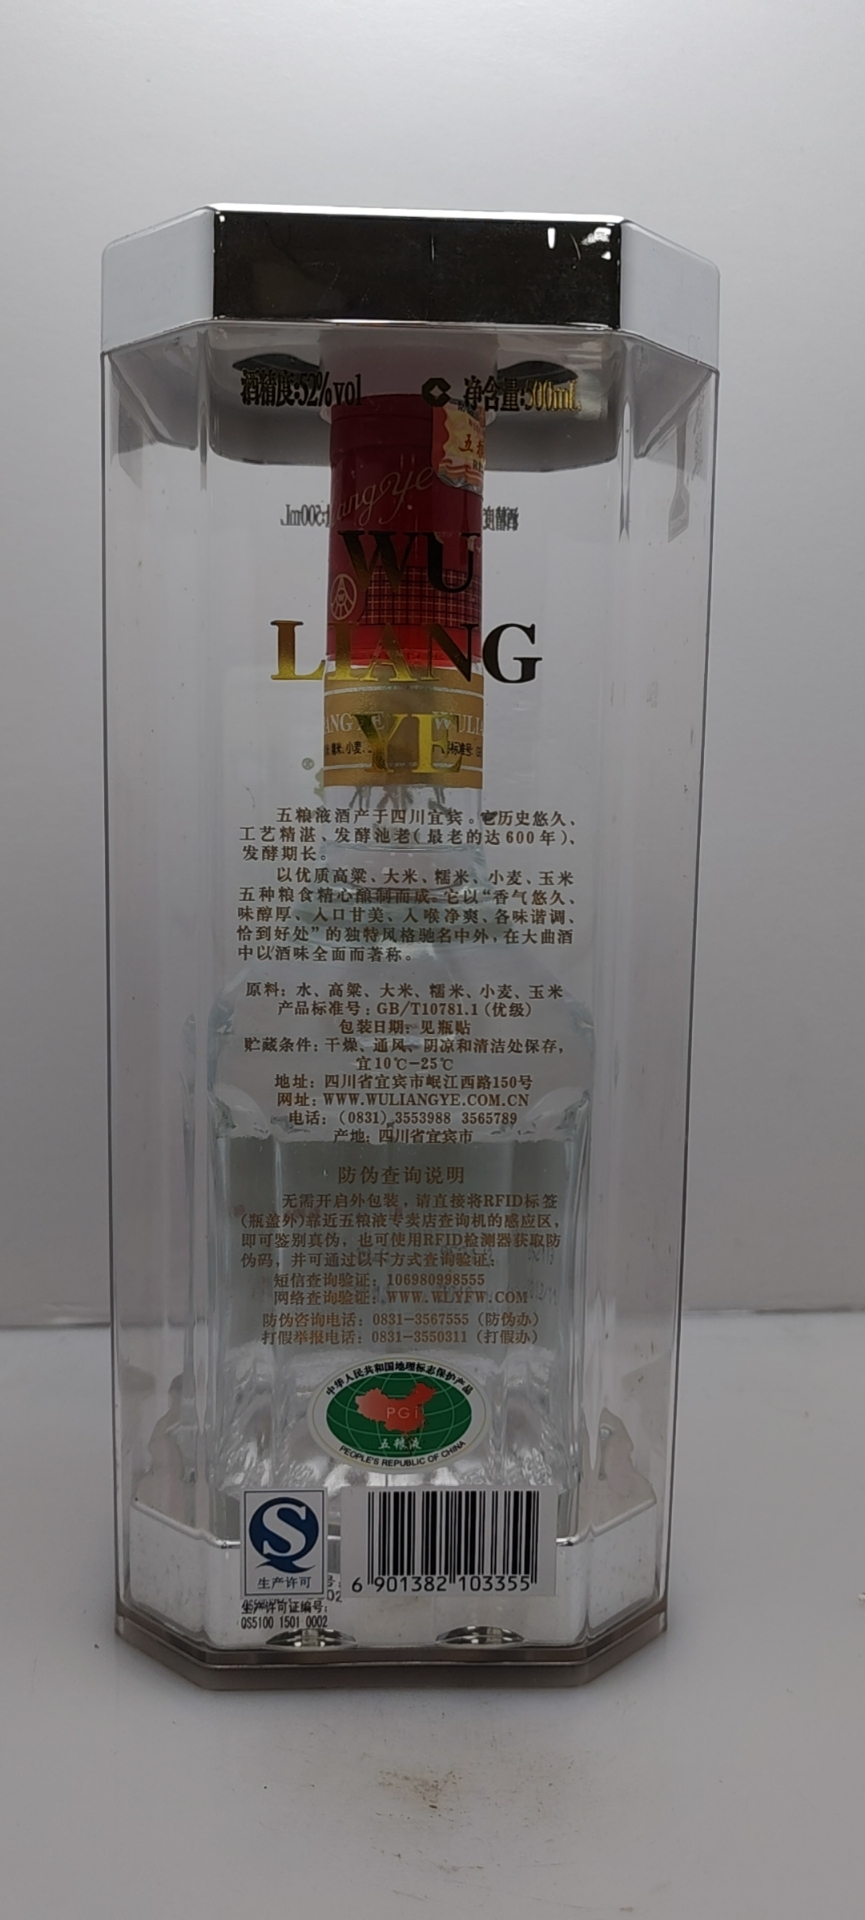 酒精度:52%vol 净含量:500mL
WU
LIANG
YE
五粮液酒产于四川宜宾。它历史悠久、
工艺精湛、发酵池老(最老的达600年)、
发酵期长。
以优质高粱、大米、糯米、小麦、玉米
五种粮食精心酿制而成。它以“香气悠久、
味醇厚、入口甘美、入喉净爽、各味谐调、
恰到好处”的独特风格驰名中外,在大曲酒
中以酒味全面而著称。
原料: 水、高粱、大米、糯米、小麦、玉米
产品标准号: GB/T10781.1 (优级)
包装日期: 见瓶贴
贮藏条件: 干燥、通风、阴凉和清洁处保存,
宜10℃-25℃
地址: 四川省宜宾市岷江西路150号
网址: WWW.WULIANGYE.COM.CN
电话: (0831) 3553988 3565789
产地: 四川省宜宾市
防伪查询说明
无需开启外包装, 请直接将RFID标签
(瓶盖外)靠近五粮液专卖店查询机的感应区,
即可鉴别真伪, 也可使用RFID检测器获取防
伪码, 并可通过以下方式查询验证:
短信查询验证: 106980998555
网络查询验证: WWW.WLYFW.COM
防伪咨询电话: 0831-3567555 (防伪办)
打假举报电话: 0831-3550311 (打假办)
中华人民共和国地理标志保护产品
PGI
五粮液
PEOPLE'S REPUBLIC OF CHINA
生产许可
生产许可证编号:
QS5100 1501 0002
6 901382 103355